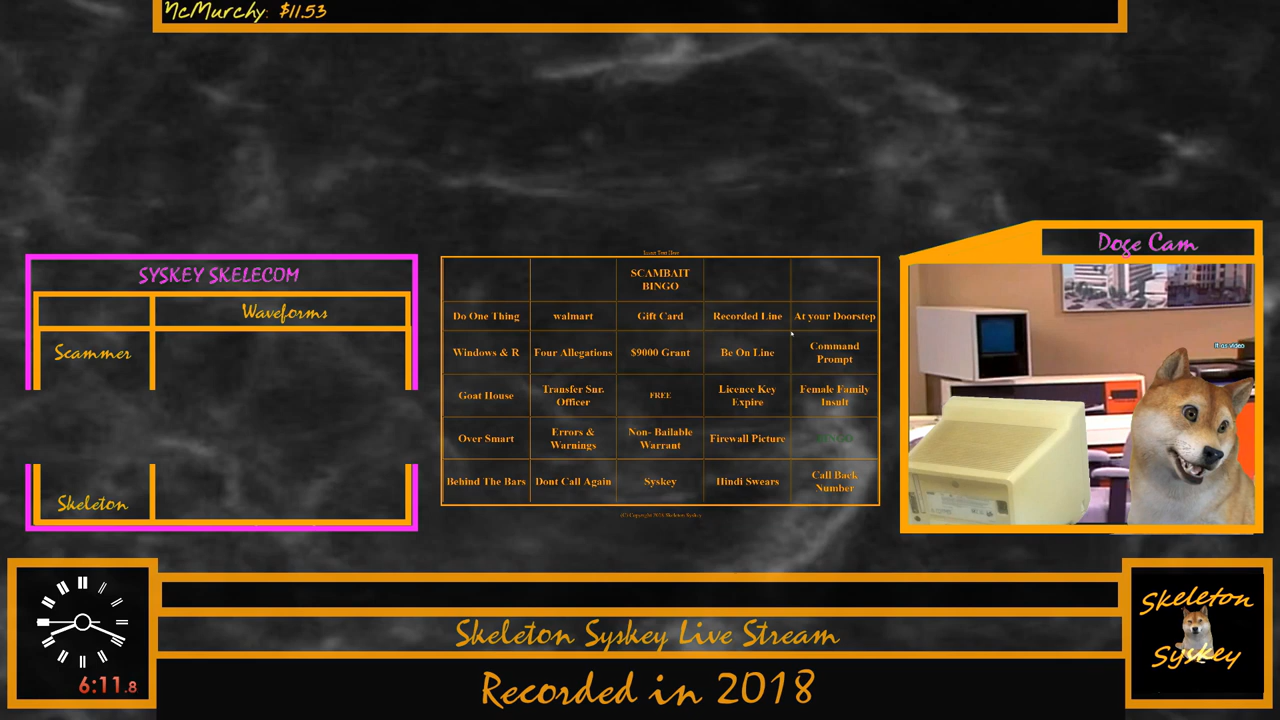 McMurchy: $11.53
Doge Cam
SYSKEY SKELECOM
Waveforms
Scammer
Skeleton
Insert Text Here
SCAMBAIT
BINGO
Do One Thing
walmart
Gift Card
Recorded Line
At your Doorstep
Windows & R
Four Allegations
$9000 Grant
Be On Line
Command
Prompt
Goat House
Transfer Sur.
Officer
FREE
Licence Key
Expire
Female Family
Insult
Over Smart
Errors &
Warnings
Non- Bailable
Warrant
Firewall Picture
BINGO
Behind The Bars
Dont Call Again
Syskey
Hindi Swears
Call Back
Number
Skeleton
Syskey
Skeleton Syskey Live Stream
6:11.8
Recorded in 2018